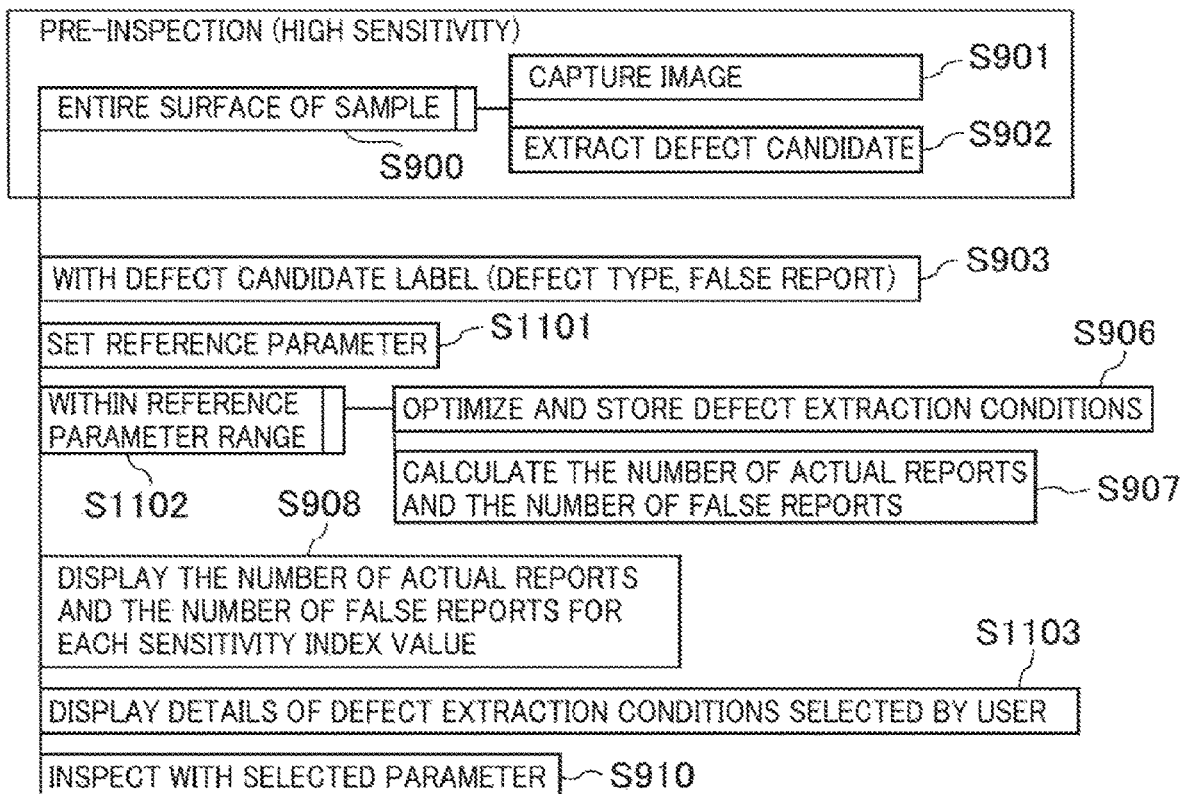 PRE-INSPECTION (HIGH SENSITIVITY)
CAPTURE IMAGE
S901
ENTIRE SURFACE OF SAMPLE
EXTRACT DEFECT CANDIDATE
S902
S900
WITH DEFECT CANDIDATE LABEL (DEFECT TYPE, FALSE REPORT)
S903
SET REFERENCE PARAMETER
S1101
S906
WITHIN REFERENCE
PARAMETER RANGE
S1102
OPTIMIZE AND STORE DEFECT EXTRACTION CONDITIONS
CALCULATE THE NUMBER OF ACTUAL REPORTS
AND THE NUMBER OF FALSE REPORTS
S907
S908
DISPLAY THE NUMBER OF ACTUAL REPORTS
AND THE NUMBER OF FALSE REPORTS FOR
EACH SENSITIVITY INDEX VALUE
S1103
DISPLAY DETAILS OF DEFECT EXTRACTION CONDITIONS SELECTED BY USER
INSPECT WITH SELECTED PARAMETER
S910